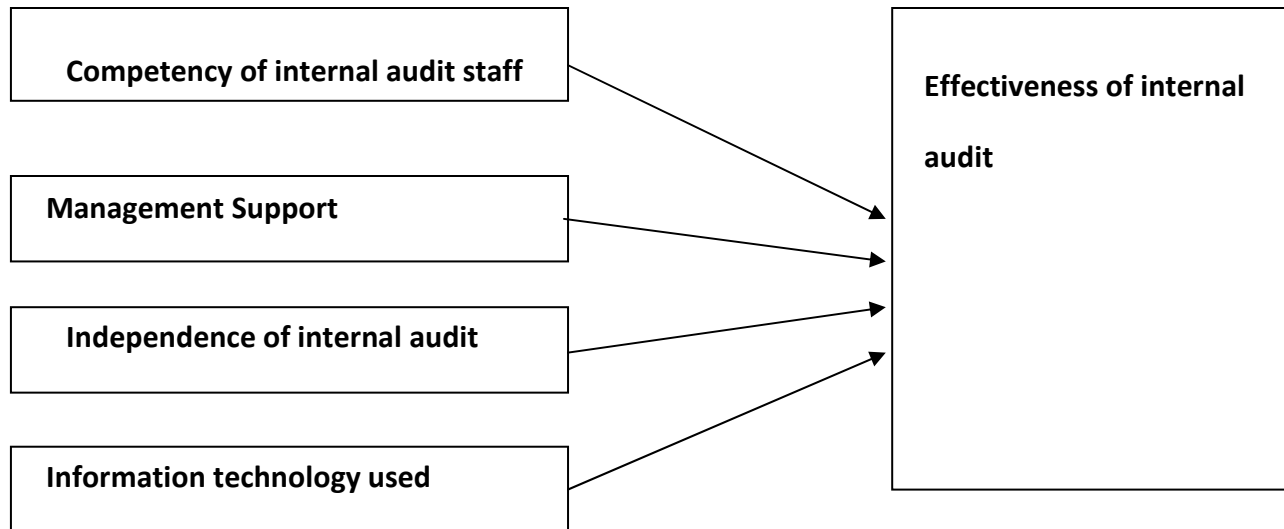 Competency of internal audit staff
Management Support
Independence of internal audit
Information technology used
Effectiveness of internal
audit